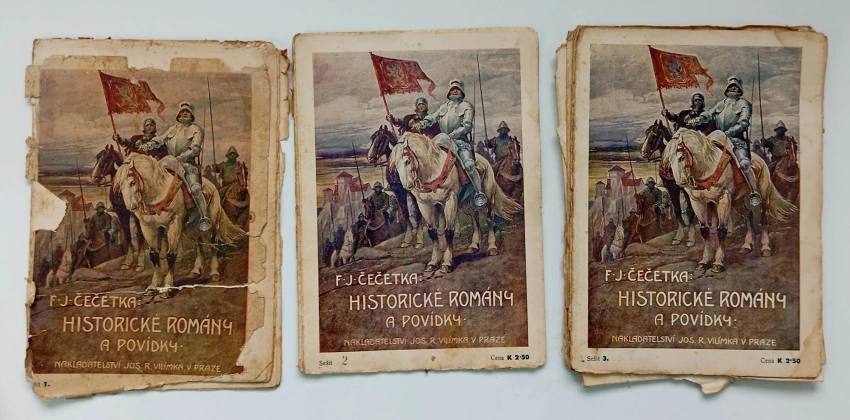 F·J·ČEČETKA:
HISTORICKÉ ROMÁNY
A POVÍDKY·
NAKLADATELSTVÍ JOS. R. VILÍMKA V PRAZE
1.
F·J·ČEČETKA:
HISTORICKÉ ROMÁNY
A POVÍDKY·
NAKLADATELSTVÍ JOS. R. VILÍMKA V PRAZE
Sešit 2 Cena K 2·50
F·J·ČEČETKA:
HISTORICKÉ ROMÁNY
A POVÍDKY·
NAKLADATELSTVÍ JOS. R. VILÍMKA V PRAZE
Sešit 3. Cena K 2·50